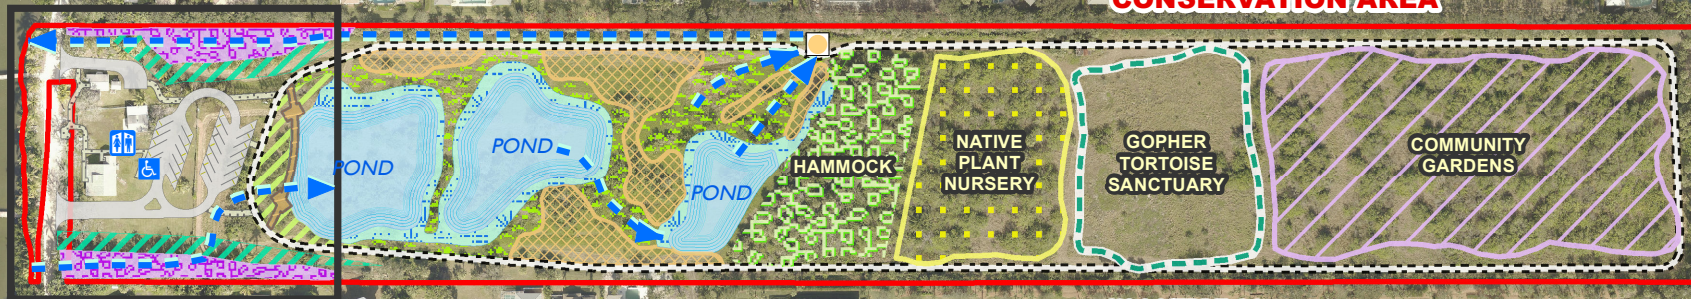 CONSERVATION AREA
POND
POND
POND
HAMMOCK
NATIVE
PLANT
NURSERY
GOPHER
TORTOISE
SANCTUARY
COMMUNITY
GARDENS